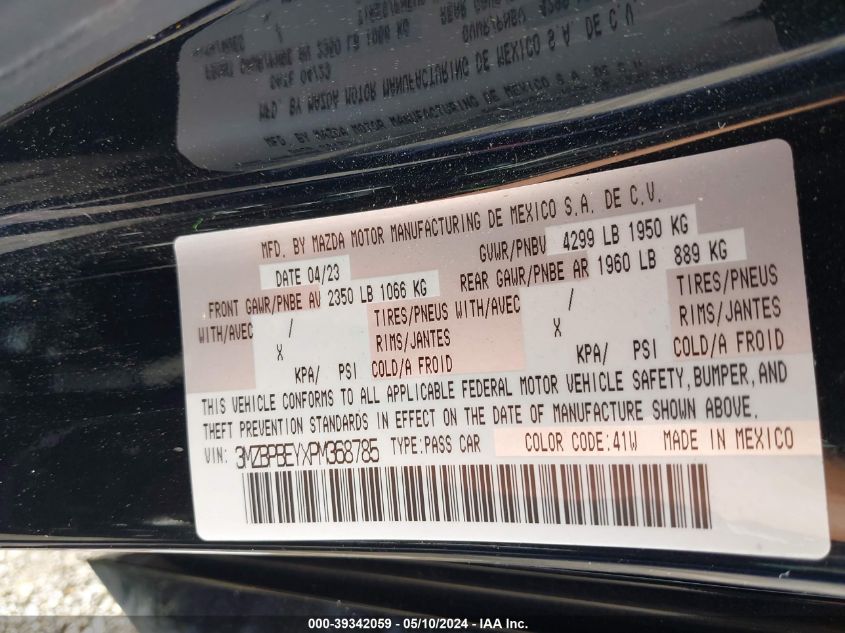 MFD. BY MAZDA MOTOR MANUFACTURING DE MEXICO S.A. DE C.V.
DATE 04/23 GVWR/PNBV 4299 LB 1950 KG
FRONT GAWR/PNBE AV 2350 LB 1066 KG REAR GAWR/PNBE AR 1960 LB 889 KG
WITH/AVEC / TIRES/PNEUS WITH/AVEC / TIRES/PNEUS
X RIMS/JANTES X RIMS/JANTES
KPA/ PSI COLD/A FROID KPA/ PSI COLD/A FROID
THIS VEHICLE CONFORMS TO ALL APPLICABLE FEDERAL MOTOR VEHICLE SAFETY, BUMPER, AND
THEFT PREVENTION STANDARDS IN EFFECT ON THE DATE OF MANUFACTURE SHOWN ABOVE.
VIN: 3MZBPBEYXPM368785 TYPE:PASS CAR COLOR CODE:41W MADE IN MEXICO
000-39342059 — 05/10/2024 — IAA Inc.